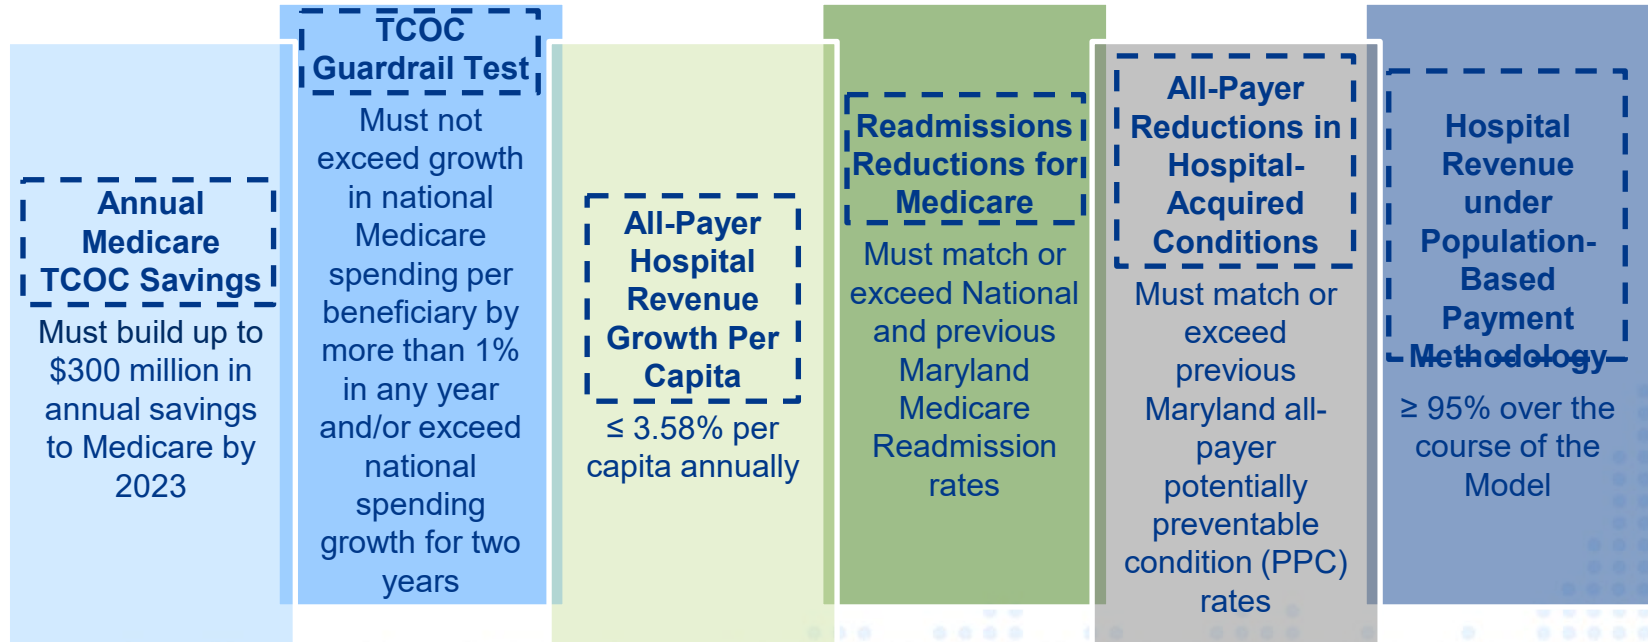 Annual
Medicare
TCOC Savings
Must build up to
$300 million in
annual savings
to Medicare by
2023
TCOC
Guardrail Test
Must not
exceed growth
in national
Medicare
spending per
beneficiary by
more than 1%
in any year
and/or exceed
national
spending
growth for two
years
All-Payer
Hospital
Revenue
Growth Per
Capita
≤ 3.58% per
capita annually
Readmissions
Reductions for
Medicare
Must match or
exceed National
and previous
Maryland
Medicare
Readmission
rates
All-Payer
Reductions in
Hospital-
Acquired
Conditions
Must match or
exceed
previous
Maryland all-
payer
potentially
preventable
condition (PPC)
rates
Hospital
Revenue
under
Population-
Based
Payment
Methodology
≥ 95% over the
course of the
Model